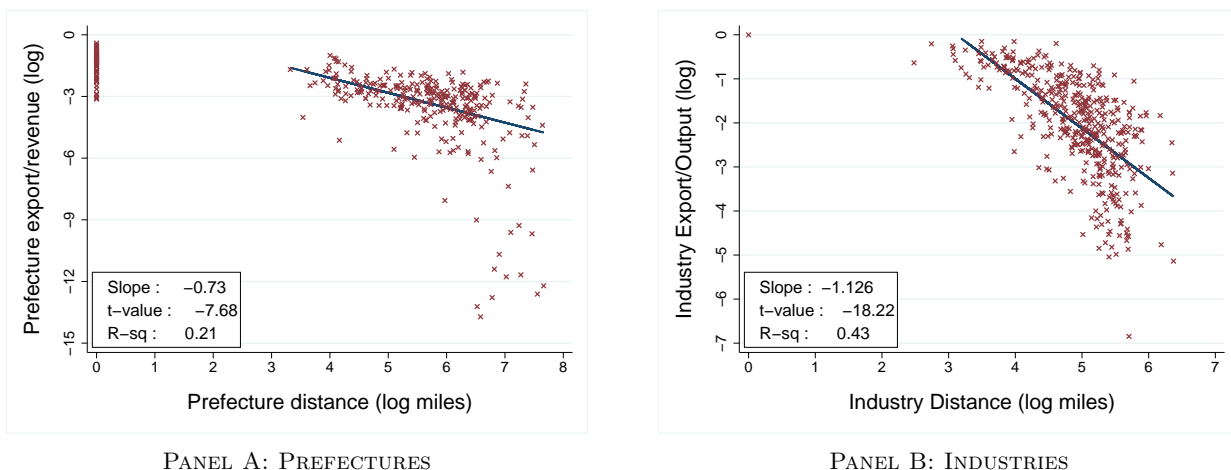 Prefecture export/revenue (log)
0
−3
−6
−9
−12
−15
Slope : −0.73
t−value : −7.68
R−sq : 0.21
0 1 2 3 4 5 6 7 8
Prefecture distance (log miles)
PANEL A: PREFECTURES
Industry Export/Output (log)
0
−1
−2
−3
−4
−5
−6
−7
Slope : −1.126
t−value : −18.22
R−sq : 0.43
0 1 2 3 4 5 6 7
Industry Distance (log miles)
PANEL B: INDUSTRIES